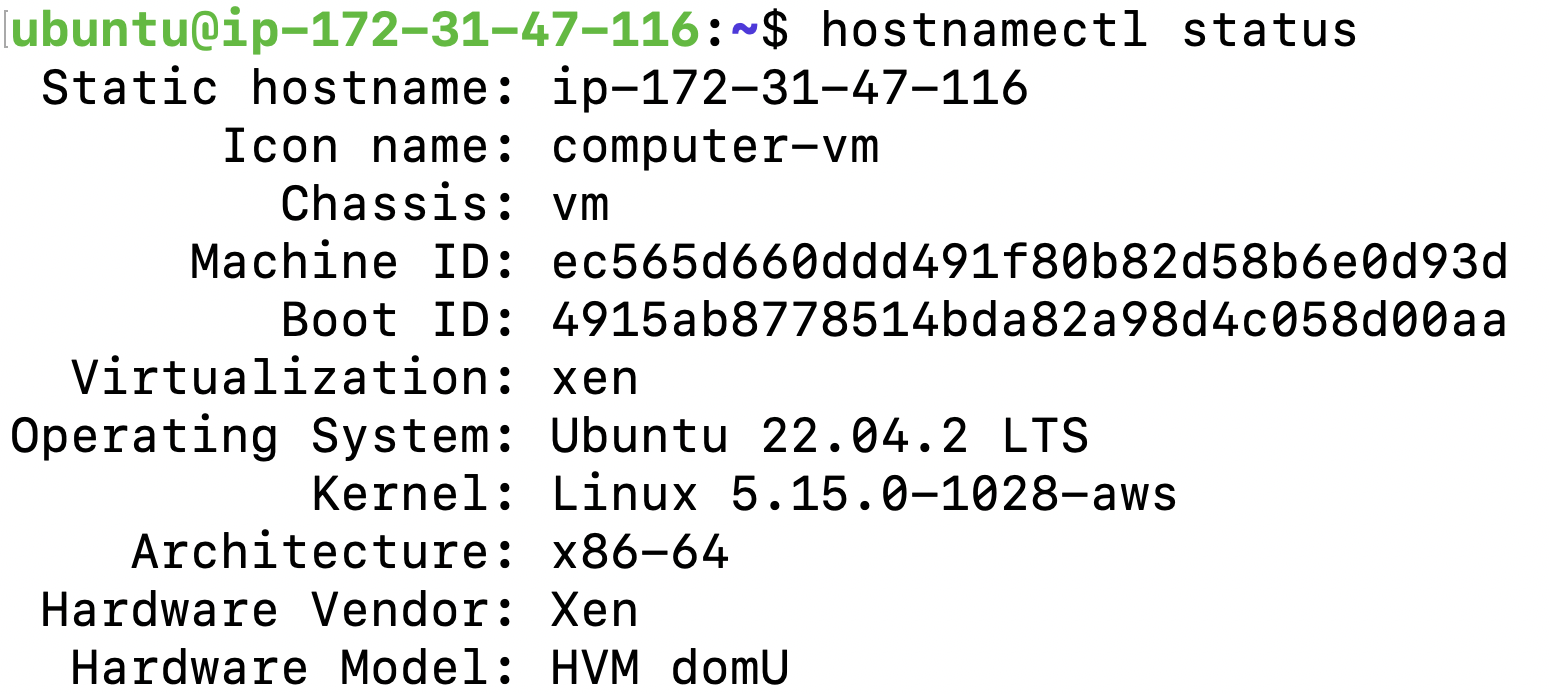 ubuntu@ip-172-31-47-116:~$ hostnamectl status
Static hostname: ip-172-31-47-116
Icon name: computer-vm
Chassis: vm
Machine ID: ec565d660ddd491f80b82d58b6e0d93d
Boot ID: 4915ab8778514bda82a98d4c058d00aa
Virtualization: xen
Operating System: Ubuntu 22.04.2 LTS
Kernel: Linux 5.15.0-1028-aws
Architecture: x86-64
Hardware Vendor: Xen
Hardware Model: HVM domU